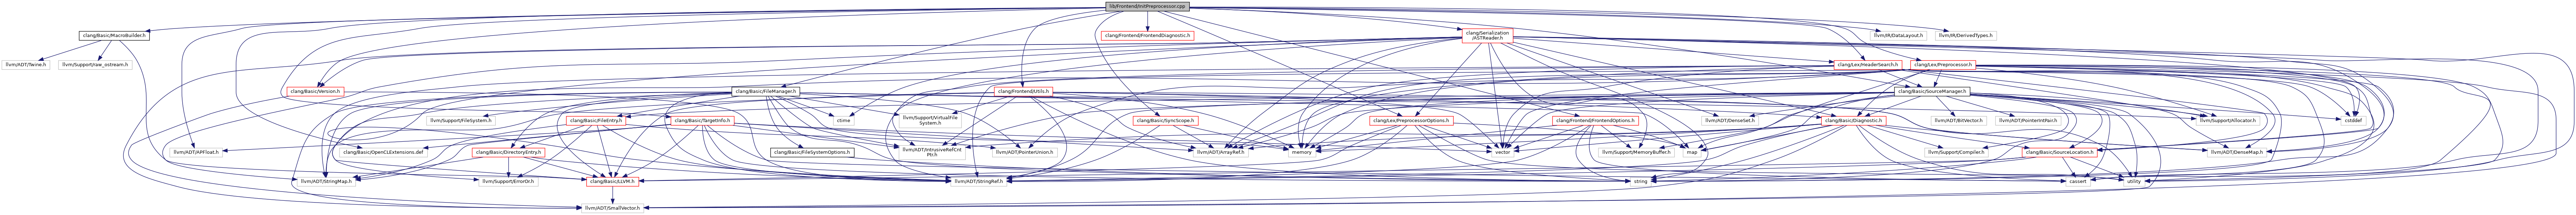 lib/Frontend/InitPreprocessor.cpp
clang/Basic/MacroBuilder.h
clang/Frontend/FrontendDiagnostic.h
clang/Serialization
/ASTReader.h
llvm/IR/DataLayout.h
llvm/IR/DerivedTypes.h
llvm/ADT/Twine.h
llvm/Support/raw_ostream.h
clang/Lex/HeaderSearch.h
clang/Lex/Preprocessor.h
clang/Basic/Version.h
clang/Basic/FileManager.h
clang/Frontend/Utils.h
clang/Basic/SourceManager.h
llvm/Support/FileSystem.h
clang/Basic/FileEntry.h
clang/Basic/TargetInfo.h
ctime
llvm/Support/VirtualFile
System.h
clang/Basic/SyncScope.h
clang/Lex/PreprocessorOptions.h
clang/Frontend/FrontendOptions.h
llvm/ADT/DenseSet.h
clang/Basic/Diagnostic.h
llvm/ADT/BitVector.h
llvm/ADT/PointerIntPair.h
llvm/Support/Allocator.h
cstddef
llvm/ADT/APFloat.h
clang/Basic/OpenCLExtensions.def
clang/Basic/DirectoryEntry.h
clang/Basic/FileSystemOptions.h
llvm/ADT/IntrusiveRefCnt
Ptr.h
llvm/ADT/PointerUnion.h
llvm/ADT/ArrayRef.h
memory
vector
llvm/Support/MemoryBuffer.h
map
llvm/Support/Compiler.h
clang/Basic/SourceLocation.h
llvm/ADT/DenseMap.h
llvm/ADT/StringMap.h
llvm/Support/ErrorOr.h
clang/Basic/LLVM.h
llvm/ADT/StringRef.h
string
cassert
utility
llvm/ADT/SmallVector.h